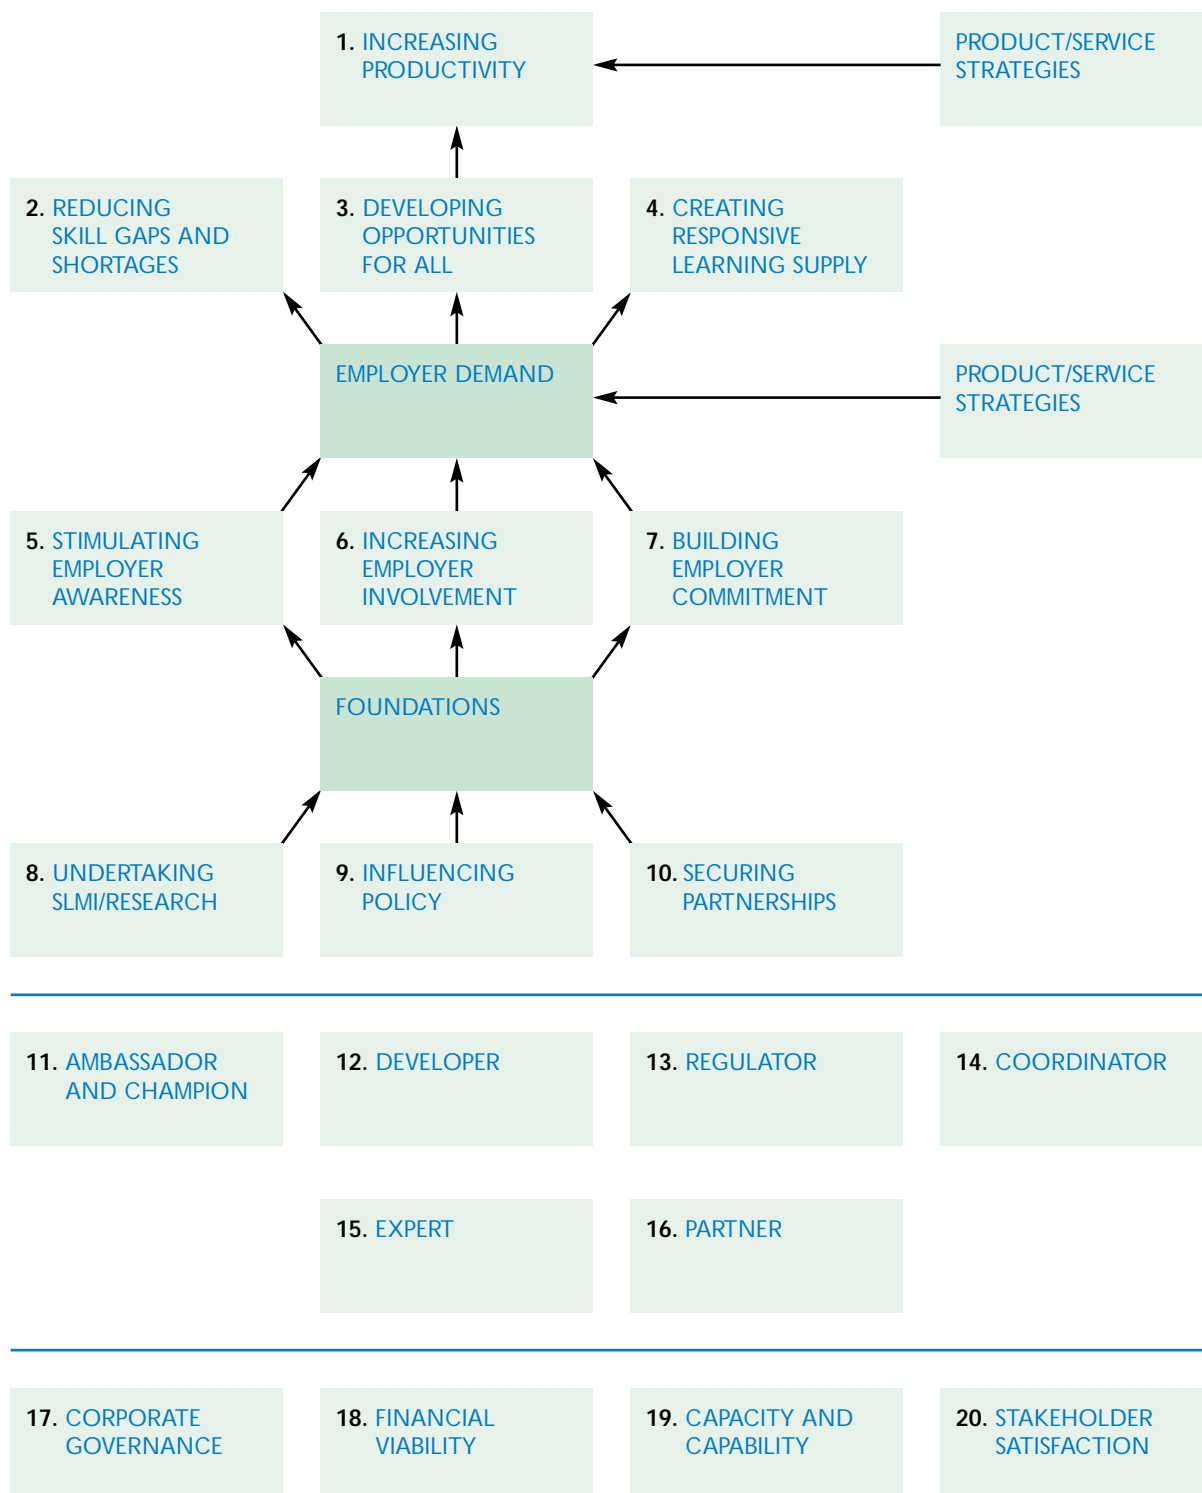 1. INCREASING
PRODUCTIVITY
PRODUCT/SERVICE
STRATEGIES
2. REDUCING
SKILL GAPS AND
SHORTAGES
3. DEVELOPING
OPPORTUNITIES
FOR ALL
4. CREATING
RESPONSIVE
LEARNING SUPPLY
EMPLOYER DEMAND
PRODUCT/SERVICE
STRATEGIES
5. STIMULATING
EMPLOYER
AWARENESS
6. INCREASING
EMPLOYER
INVOLVEMENT
7. BUILDING
EMPLOYER
COMMITMENT
FOUNDATIONS
8. UNDERTAKING
SLMI/RESEARCH
9. INFLUENCING
POLICY
10. SECURING
PARTNERSHIPS
11. AMBASSADOR
AND CHAMPION
12. DEVELOPER
13. REGULATOR
14. COORDINATOR
15. EXPERT
16. PARTNER
17. CORPORATE
GOVERNANCE
18. FINANCIAL
VIABILITY
19. CAPACITY AND
CAPABILITY
20. STAKEHOLDER
SATISFACTION